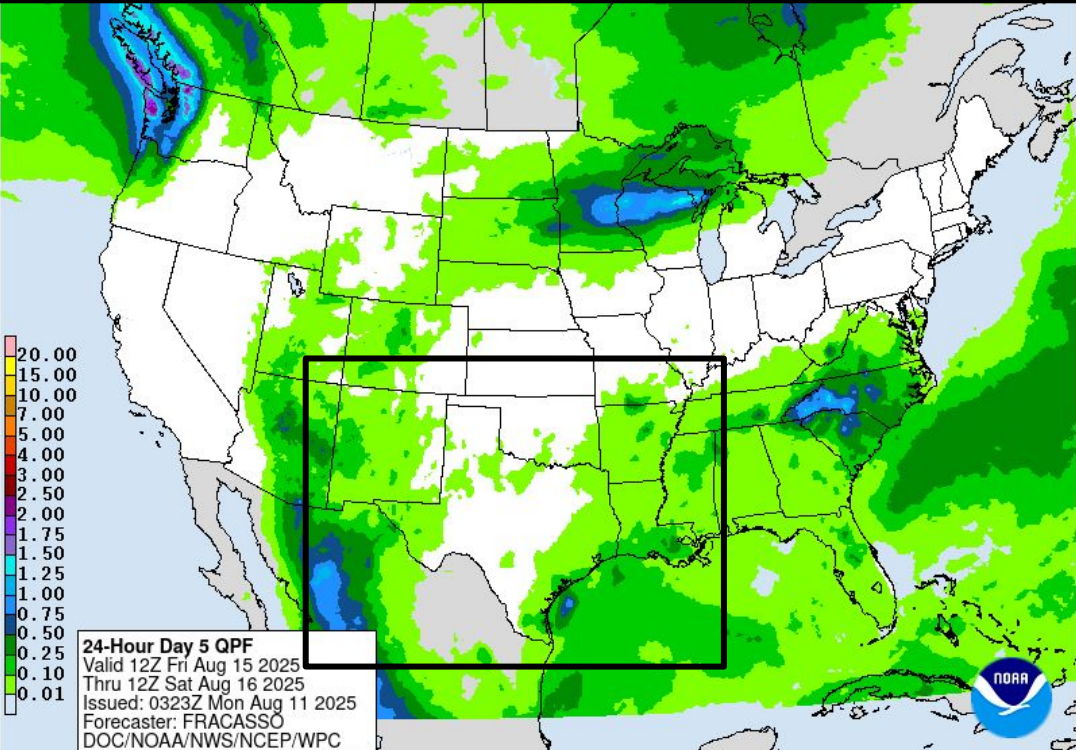 20.00
15.00
10.00
7.00
5.00
4.00
3.00
2.50
2.00
1.75
1.50
1.25
1.00
0.75
0.50
0.25
0.10
0.01
24-Hour Day 5 QPF
Valid 12Z Fri Aug 15 2025
Thru 12Z Sat Aug 16 2025
Issued: 0323Z Mon Aug 11 2025
Forecaster: FRACASSO
DOC/NOAA/NWS/NCEP/WPC
NOAA